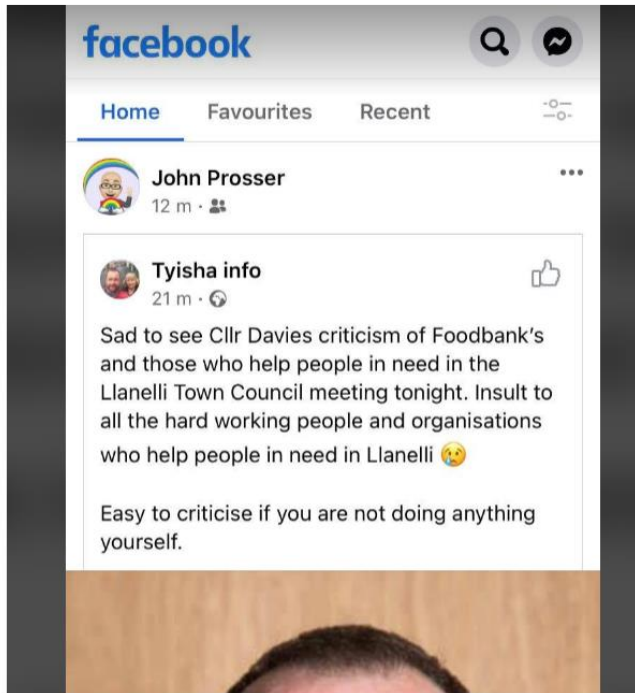 facebook
Home Favourites Recent
John Prosser
12 m ·
Tyisha info
21 m ·
Sad to see Cllr Davies criticism of Foodbank's
and those who help people in need in the
Llanelli Town Council meeting tonight. Insult to
all the hard working people and organisations
who help people in need in Llanelli 😢
Easy to criticise if you are not doing anything
yourself.